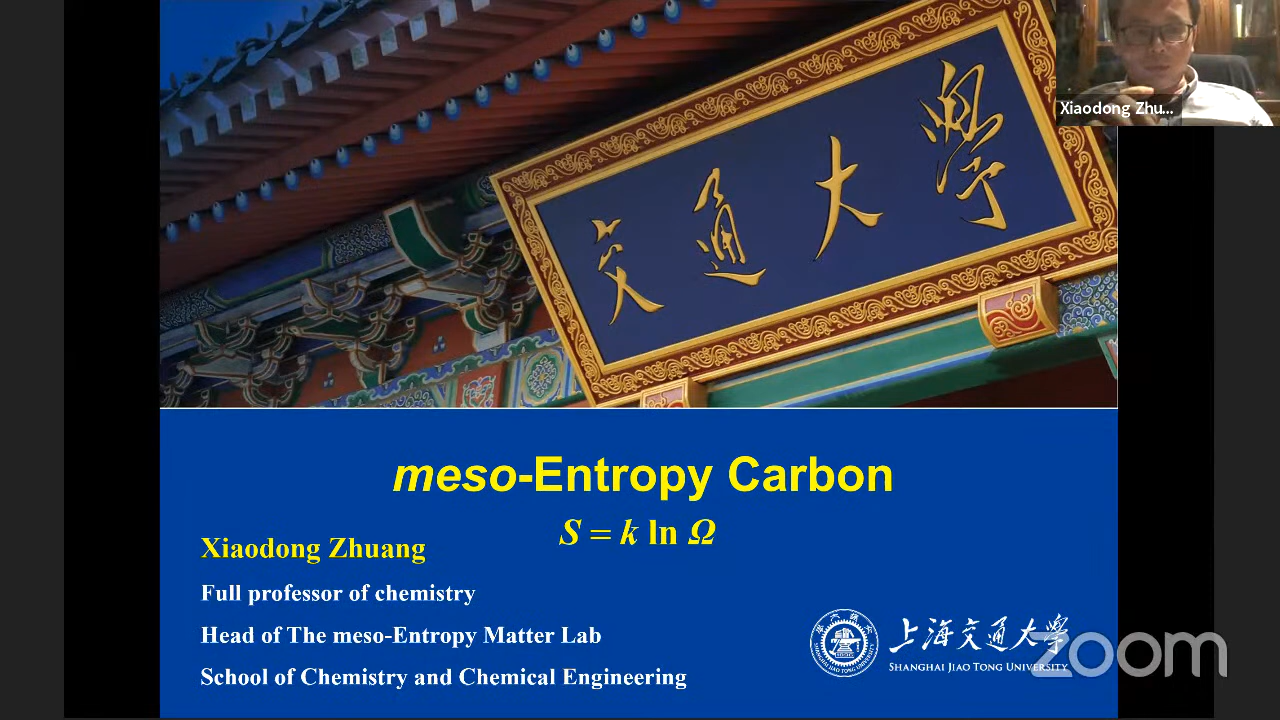 交通大學
Xiaodong Zhu...
meso-Entropy Carbon
S = k ln Ω
Xiaodong Zhuang
Full professor of chemistry
Head of The meso-Entropy Matter Lab
School of Chemistry and Chemical Engineering
上海交通大學
SHANGHAI JIAO TONG UNIVERSITY
zoom